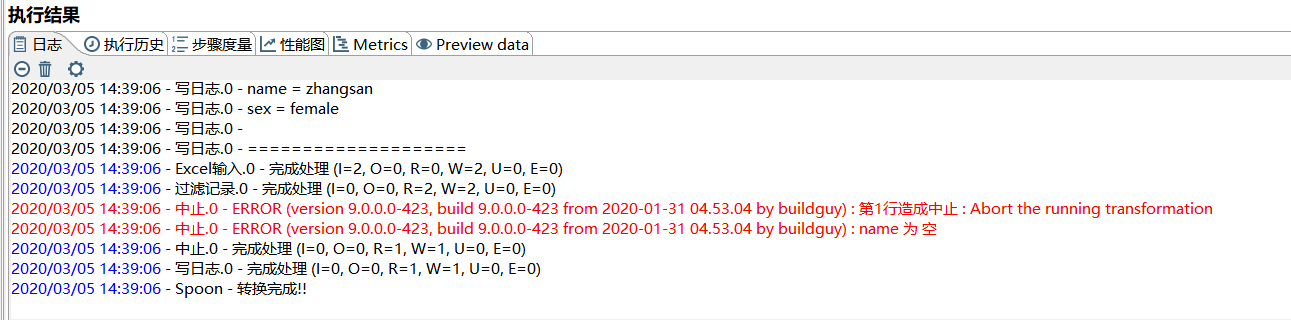 执行结果
日志 执行历史 步骤度量 性能图 Metrics Preview data
2020/03/05 14:39:06 - 写日志.0 - name = zhangsan
2020/03/05 14:39:06 - 写日志.0 - sex = female
2020/03/05 14:39:06 - 写日志.0 -
2020/03/05 14:39:06 - 写日志.0 - ====================
2020/03/05 14:39:06 - Excel输入.0 - 完成处理 (I=2, O=0, R=0, W=2, U=0, E=0)
2020/03/05 14:39:06 - 过滤记录.0 - 完成处理 (I=0, O=0, R=2, W=2, U=0, E=0)
2020/03/05 14:39:06 - 中止.0 - ERROR (version 9.0.0.0-423, build 9.0.0.0-423 from 2020-01-31 04.53.04 by buildguy) : 第1行造成中止 : Abort the running transformation
2020/03/05 14:39:06 - 中止.0 - ERROR (version 9.0.0.0-423, build 9.0.0.0-423 from 2020-01-31 04.53.04 by buildguy) : name 为 空
2020/03/05 14:39:06 - 中止.0 - 完成处理 (I=0, O=0, R=1, W=1, U=0, E=0)
2020/03/05 14:39:06 - 写日志.0 - 完成处理 (I=0, O=0, R=1, W=1, U=0, E=0)
2020/03/05 14:39:06 - Spoon - 转换完成!!